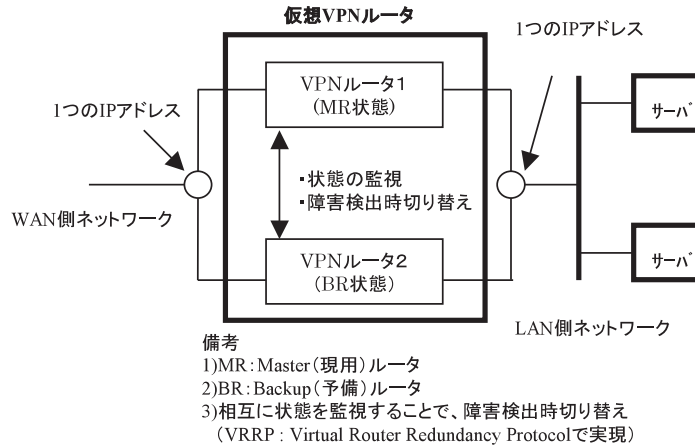 仮想VPNルータ
1つのIPアドレス
VPNルータ1
(MR状態)
1つのIPアドレス
サーバ
・状態の監視
・障害検出時切り替え
WAN側ネットワーク
VPNルータ2
(BR状態)
サーバ
LAN側ネットワーク
備考
1)MR:Master(現用)ルータ
2)BR:Backup(予備)ルータ
3)相互に状態を監視することで、障害検出時切り替え
(VRRP : Virtual Router Redundancy Protocolで実現)